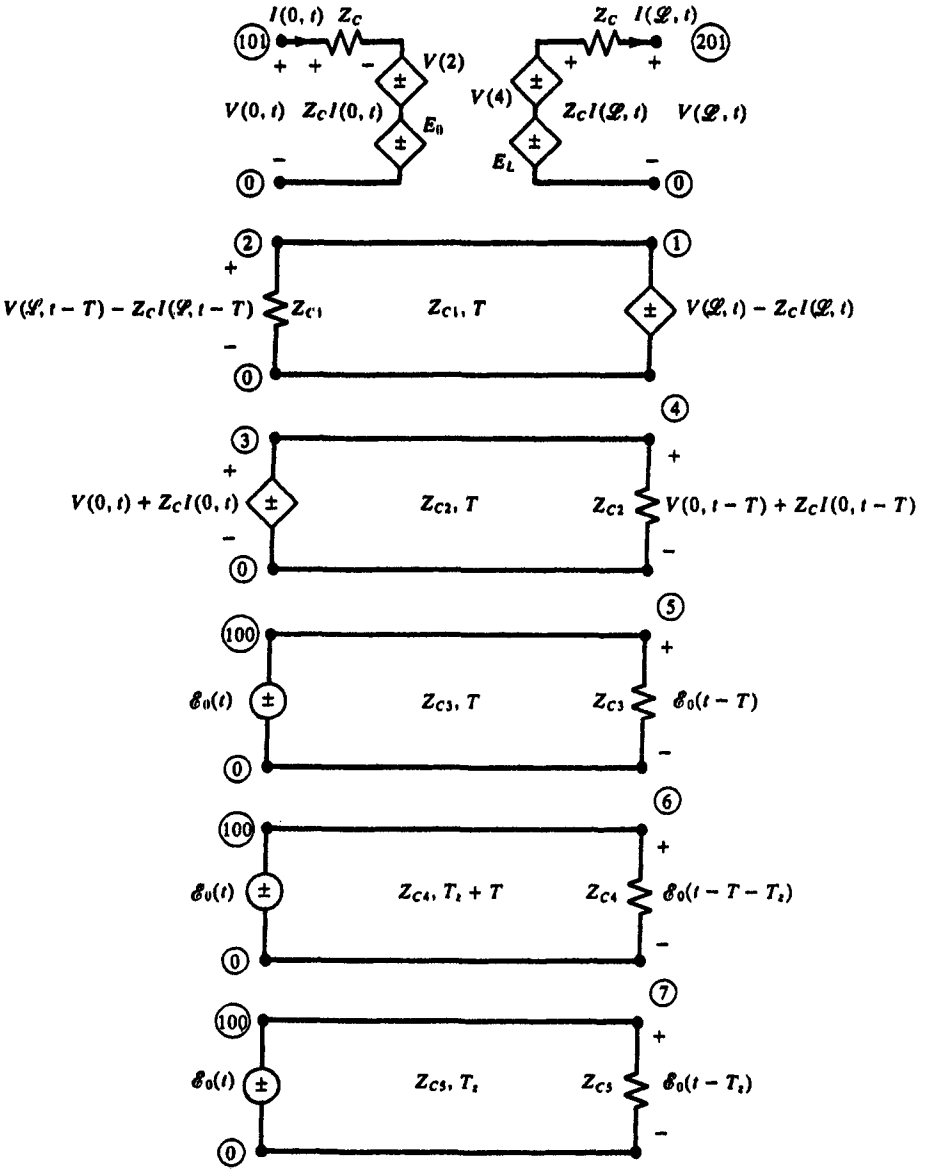 I(0, t) Z_C Z_C I(ℒ, t)
101 201
+ + - + +
V(2)
± V(4) ±
V(0, t) Z_C I(0, t) Z_C I(ℒ, t) V(ℒ, t)
± E_0 E_L ±
- -
0 0
2 1
+
V(ℒ, t − T) − Z_C I(ℒ, t − T) Z_C1 Z_C1, T ± V(ℒ, t) − Z_C I(ℒ, t)
-
0 0
4
3
+ +
V(0, t) + Z_C I(0, t) ± Z_C2, T Z_C2 V(0, t − T) + Z_C I(0, t − T)
- -
0
5
100
+
ℰ_0(t) ± Z_C3, T Z_C3 ℰ_0(t − T)
-
0
6
100
+
ℰ_0(t) ± Z_C4, T_z + T Z_C4 ℰ_0(t − T − T_z)
-
0
7
100
+
ℰ_0(t) ± Z_C5, T_z Z_C5 ℰ_0(t − T_z)
-
0